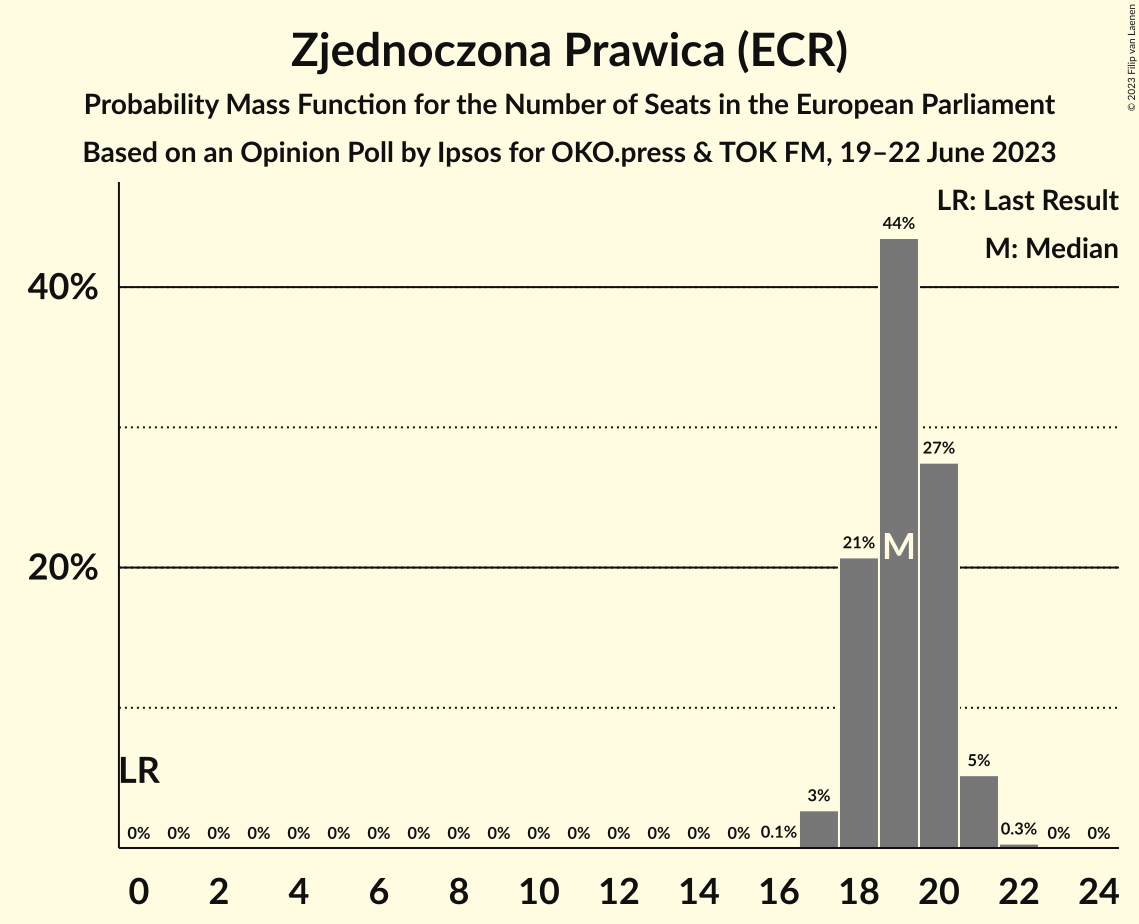 Zjednoczona Prawica (ECR)
Probability Mass Function for the Number of Seats in the European Parliament
Based on an Opinion Poll by Ipsos for OKO.press & TOK FM, 19–22 June 2023
© 2023 Filip van Laenen
LR: Last Result
M: Median
44%
40%
27%
21%
M
20%
LR
5%
3%
0% 0% 0% 0% 0% 0% 0% 0% 0% 0% 0% 0% 0% 0% 0% 0% 0.1% 0.3% 0% 0%
0 2 4 6 8 10 12 14 16 18 20 22 24